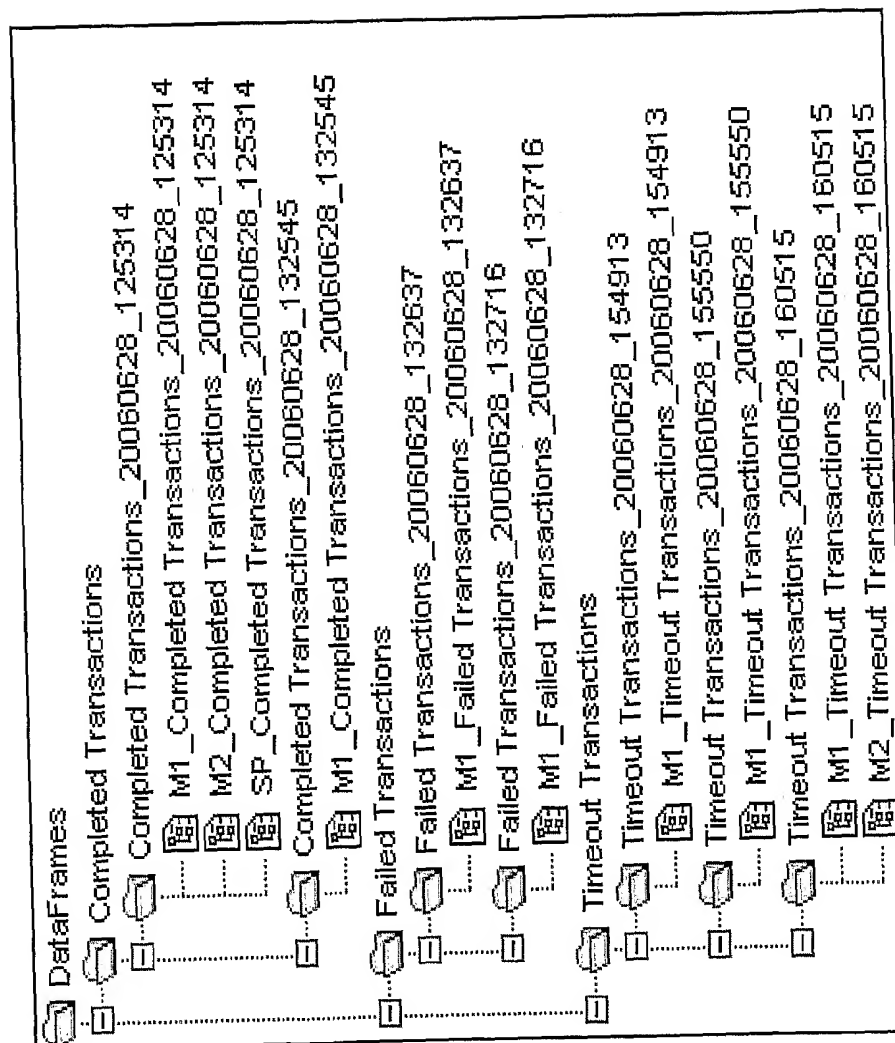 DataFrames
Completed Transactions
Completed Transactions_20060628_125314
M1_Completed Transactions_20060628_125314
M2_Completed Transactions_20060628_125314
SP_Completed Transactions_20060628_125314
Completed Transactions_20060628_132545
M1_Completed Transactions_20060628_132545
Failed Transactions
Failed Transactions_20060628_132637
M1_Failed Transactions_20060628_132637
Failed Transactions_20060628_132716
M1_Failed Transactions_20060628_132716
Timeout Transactions
Timeout Transactions_20060628_154913
M1_Timeout Transactions_20060628_154913
Timeout Transactions_20060628_155550
M1_Timeout Transactions_20060628_155550
Timeout Transactions_20060628_160515
M1_Timeout Transactions_20060628_160515
M2_Timeout Transactions_20060628_160515